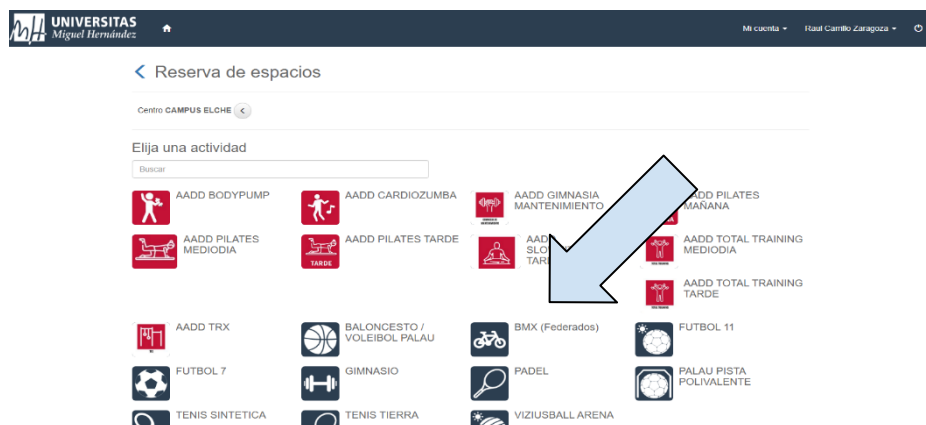 UNIVERSITAS
Miguel Hernández
Mi cuenta
Raul Carrillo Zaragoza
Reserva de espacios
Centro CAMPUS ELCHE
Elija una actividad
Buscar
AADD BODYPUMP
AADD CARDIOZUMBA
AADD GIMNASIA
MANTENIMIENTO
PILATES
MAÑANA
AADD PILATES
MEDIODIA
AADD PILATES TARDE
TARDE
AADD TOTAL TRAINING
MEDIODIA
AADD TOTAL TRAINING
TARDE
AADD TRX
BALONCESTO /
VOLEIBOL PALAU
BMX (Federados)
FUTBOL 11
FUTBOL 7
GIMNASIO
PADEL
PALAU PISTA
POLIVALENTE
TENIS SINTETICA
TENIS TIERRA
VIZIUSBALL ARENA